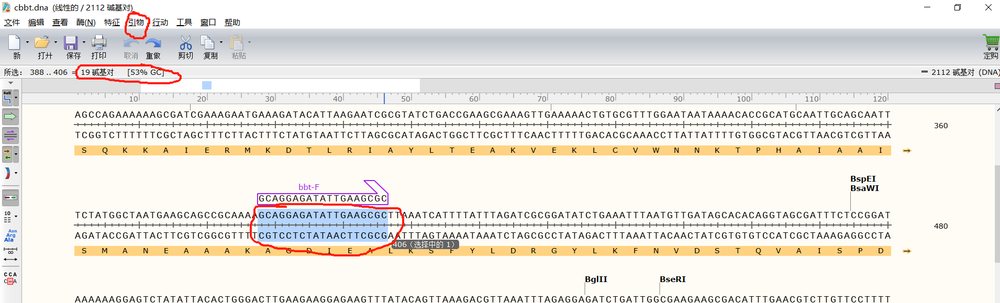 cbbt.dna (线性的 / 2112 碱基对)
文件 编辑 查看 酶(N) 特征 引物 行动 工具 窗口 帮助
新 打廾 保存 打印 取消 重做 剪切 复制 粘贴 定购
所选： 388 .. 406 = 19 碱基对 [53% GC] = 2112 碱基对 (DNA)
10 20 30 40 50 60 70 80 90 100 110 120
AGCCAGAAAAAAGCGATCGAAAGAATGAAAGATACATTAAGAATCGCGTATCTGACCGAAGCGAAAGTTGAAAAACTGTGCGTTTGGAATAATAAAACACCGCATGCAATTGCAGCAATT
360
TCGGTCTTTTTTCGCTAGCTTTCTTACTTTCTATGTAATTCTTAGCGCATAGACTGGCTTCGCTTTCAACTTTTTGACACGCAAACCTTATTATTTTGTGGCGTACGTTAACGTCGTTAA
S Q K K A I E R M K D T L R I A Y L T E A K V E K L C V W N N K T P H A I A A I
BspEI
BsaWI
bbt-F
GCAGGAGATATTGAAGCGC
TCTATGGCTAATGAAGCAGCCGCAAAAGCAGGAGATATTGAAGCGCTTAAATCATTTTATTTAGATCGCGGATATCTGAAATTTAATGTTGATAGCACACAGGTAGCGATTTCTCCGGAT
480
AGATACCGATTACTTCGTCGGCGTTTTCGTCCTCTATAACTTCGCGAATTTAGTAAAATAAATCTAGCGCCTATAGACTTTAAATTACAACTATCGTGTGTCCATCGCTAAAGAGGCCTA
406（选择中的 1）
S M A N E A A A K A G D I E A L K S F Y L D R G Y L K F N V D S T Q V A I S P D
BglII BseRI
AAAAAAGGAGTCTATATTACACTGGGACTTGAAGAAGGAGAAGTTTATACAGTTAAAGACGTTAAATTTAGAGGAGATCTGATTGGCGAAGAAGCGACATTTGAACGTCTTGTTCCTTTT
SalI
10
Asn
Arg
Ala
CCA
C-A